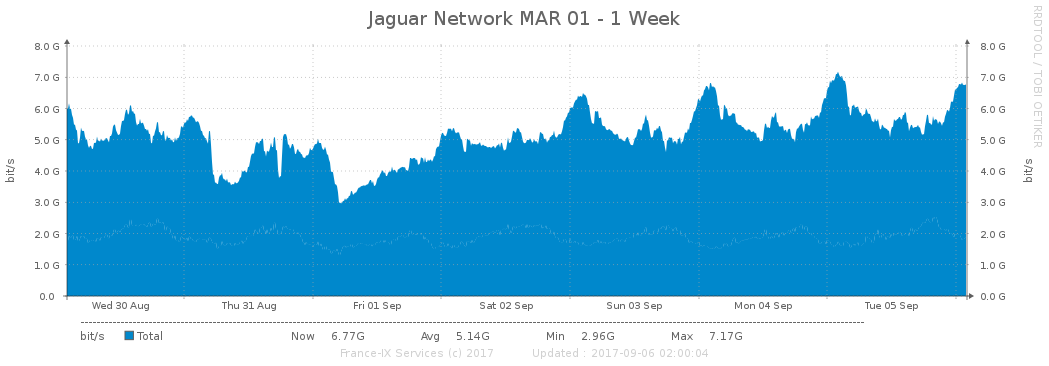 Jaguar Network MAR 01 - 1 Week
RRDTOOL / TOBI OETIKER
8.0 G 8.0 G
7.0 G 7.0 G
6.0 G 6.0 G
5.0 G 5.0 G
4.0 G 4.0 G
3.0 G 3.0 G
2.0 G 2.0 G
1.0 G 1.0 G
0.0 0.0 G
bit/s bit/s
Wed 30 Aug Thu 31 Aug Fri 01 Sep Sat 02 Sep Sun 03 Sep Mon 04 Sep Tue 05 Sep
bit/s Total Now 6.77G Avg 5.14G Min 2.96G Max 7.17G
France-IX Services (c) 2017 Updated : 2017-09-06 02:00:04